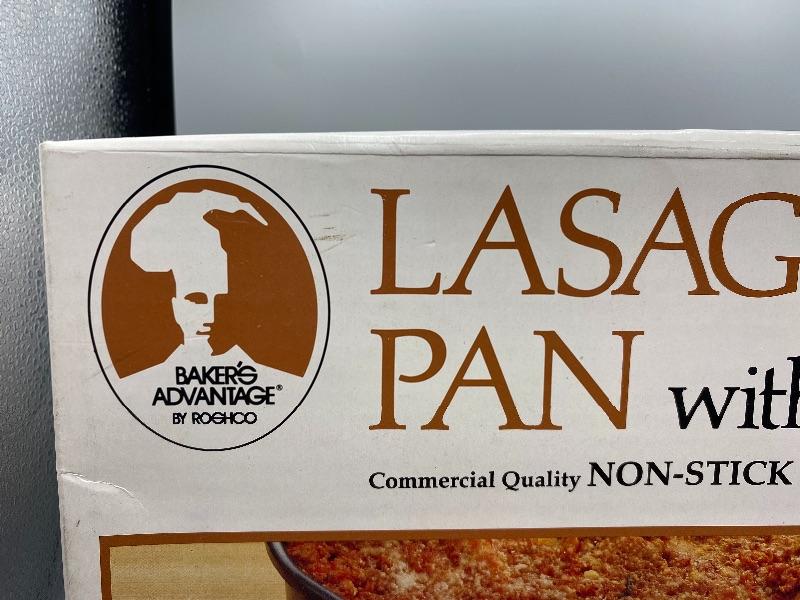 BAKER'S
ADVANTAGE®
BY ROSHCO
LASAG
PAN with
Commercial Quality NON-STICK